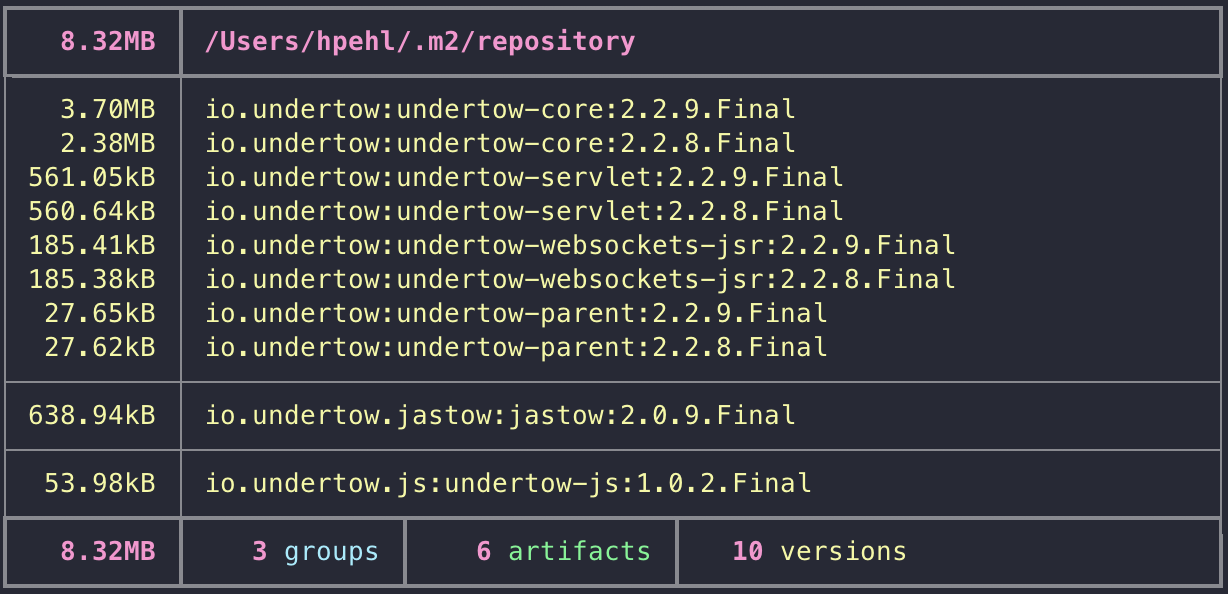 8.32MB /Users/hpehl/.m2/repository
3.70MB io.undertow:undertow-core:2.2.9.Final
2.38MB io.undertow:undertow-core:2.2.8.Final
561.05kB io.undertow:undertow-servlet:2.2.9.Final
560.64kB io.undertow:undertow-servlet:2.2.8.Final
185.41kB io.undertow:undertow-websockets-jsr:2.2.9.Final
185.38kB io.undertow:undertow-websockets-jsr:2.2.8.Final
27.65kB io.undertow:undertow-parent:2.2.9.Final
27.62kB io.undertow:undertow-parent:2.2.8.Final
638.94kB io.undertow.jastow:jastow:2.0.9.Final
53.98kB io.undertow.js:undertow-js:1.0.2.Final
8.32MB 3 groups 6 artifacts 10 versions